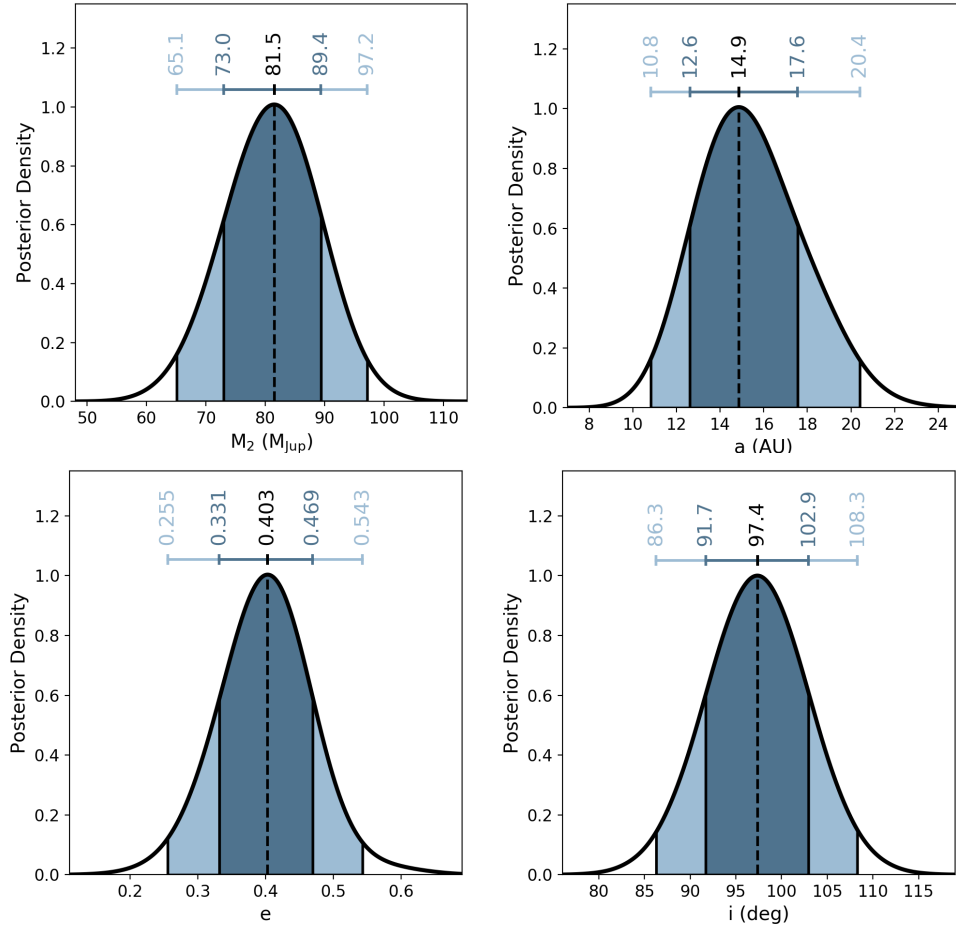 65.1 73.0 81.5 89.4 97.2
1.2
1.0
0.8
0.6
0.4
0.2
0.0
Posterior Density
50 60 70 80 90 100 110
M₂ (M_Jup)
10.8 12.6 14.9 17.6 20.4
1.2
1.0
0.8
0.6
0.4
0.2
0.0
Posterior Density
8 10 12 14 16 18 20 22 24
a (AU)
0.255 0.331 0.403 0.469 0.543
1.2
1.0
0.8
0.6
0.4
0.2
0.0
Posterior Density
0.2 0.3 0.4 0.5 0.6
e
86.3 91.7 97.4 102.9 108.3
1.2
1.0
0.8
0.6
0.4
0.2
0.0
Posterior Density
80 85 90 95 100 105 110 115
i (deg)